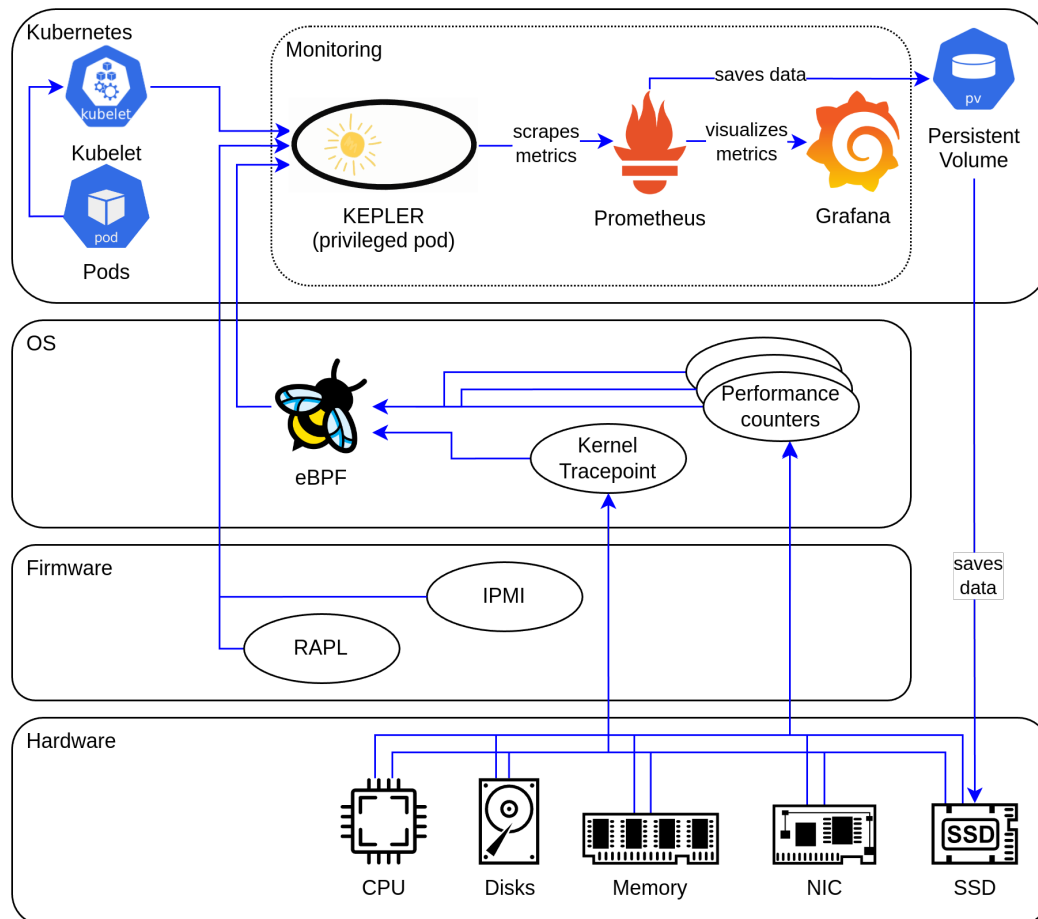 Kubernetes
kubelet
Kubelet
pod
Pods
Monitoring
KEPLER
(privileged pod)
scrapes
metrics
Prometheus
saves data
visualizes
metrics
Grafana
pv
Persistent
Volume
OS
eBPF
Performance
counters
Kernel
Tracepoint
Firmware
IPMI
RAPL
saves
data
Hardware
CPU
Disks
Memory
NIC
SSD
SSD